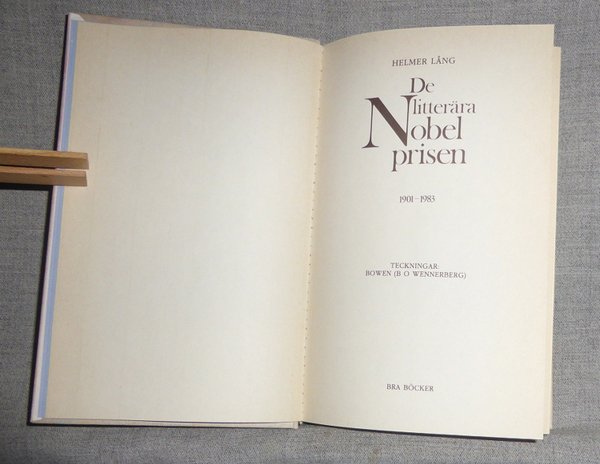 HELMER LÅNG
De
litterära
Nobel
prisen
1901–1983
TECKNINGAR:
BOWEN (B O WENNERBERG)
BRA BÖCKER